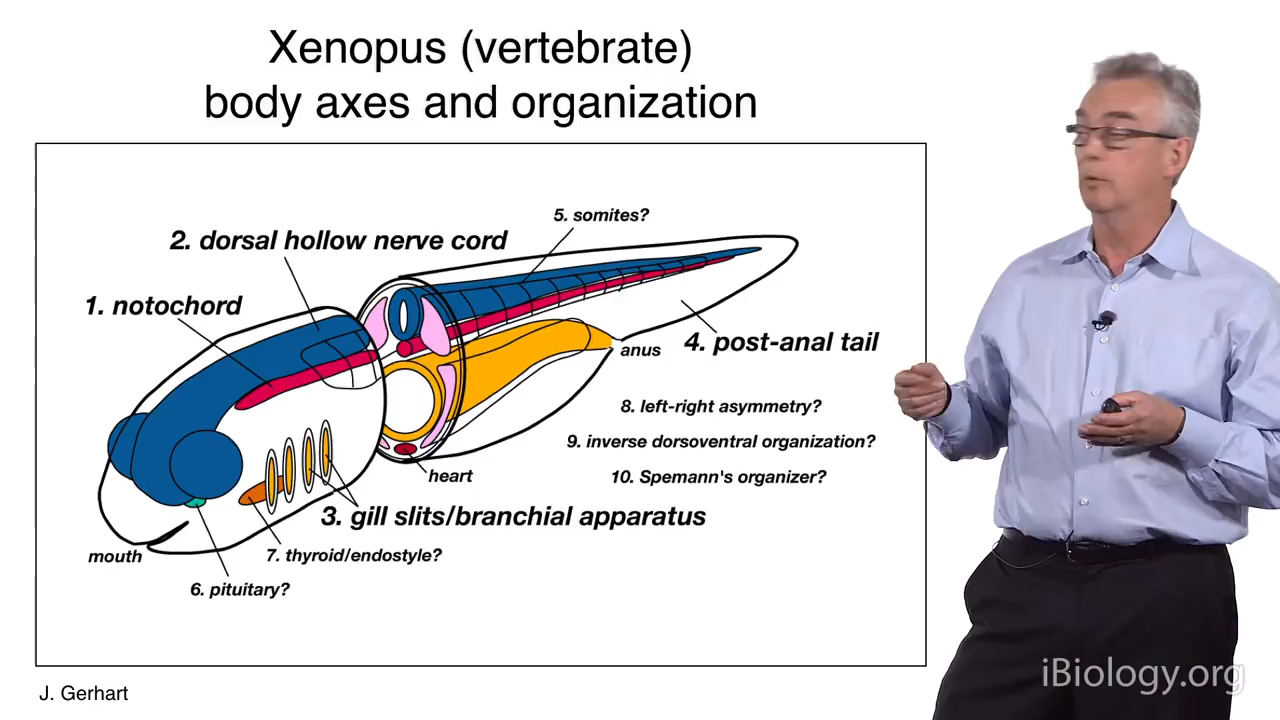 Xenopus (vertebrate)
body axes and organization
5. somites?
2. dorsal hollow nerve cord
1. notochord
anus
4. post-anal tail
8. left-right asymmetry?
9. inverse dorsoventral organization?
10. Spemann's organizer?
heart
3. gill slits/branchial apparatus
mouth
7. thyroid/endostyle?
6. pituitary?
J. Gerhart
iBiology.org